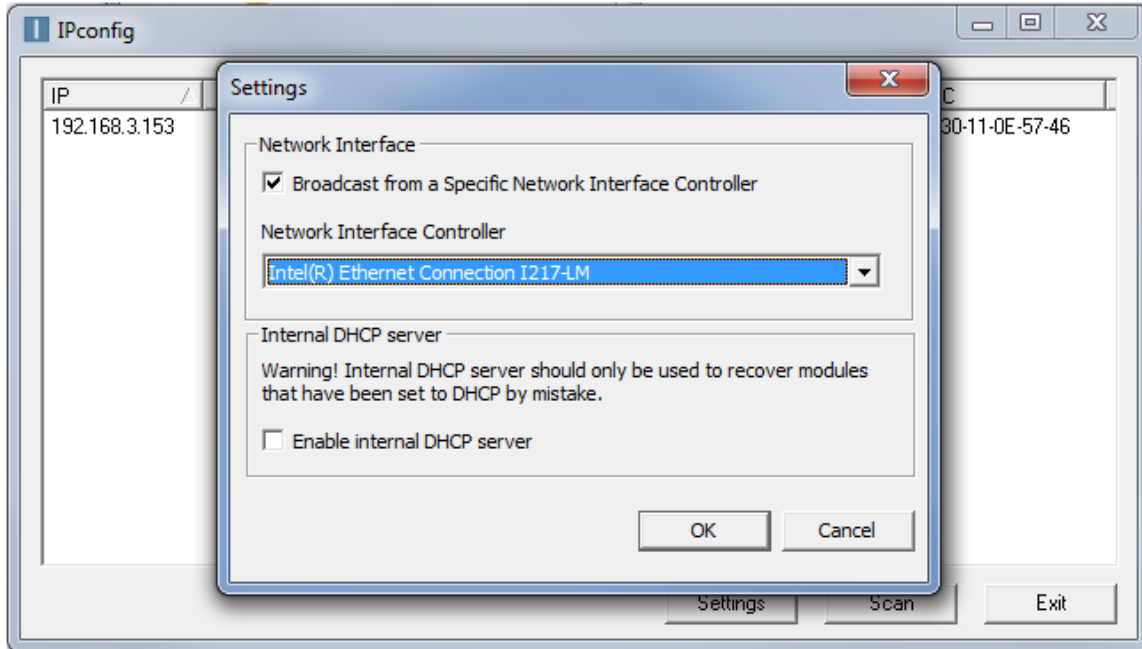 IPconfig
IP
C
192.168.3.153
30-11-0E-57-46
Settings
Network Interface
Broadcast from a Specific Network Interface Controller
Network Interface Controller
Intel(R) Ethernet Connection I217-LM
Internal DHCP server
Warning! Internal DHCP server should only be used to recover modules
that have been set to DHCP by mistake.
Enable internal DHCP server
OK
Cancel
Settings
Scan
Exit